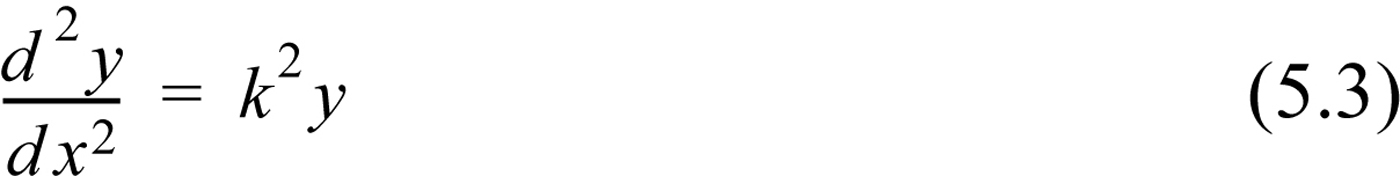 d²y/dx² = k²y (5.3)